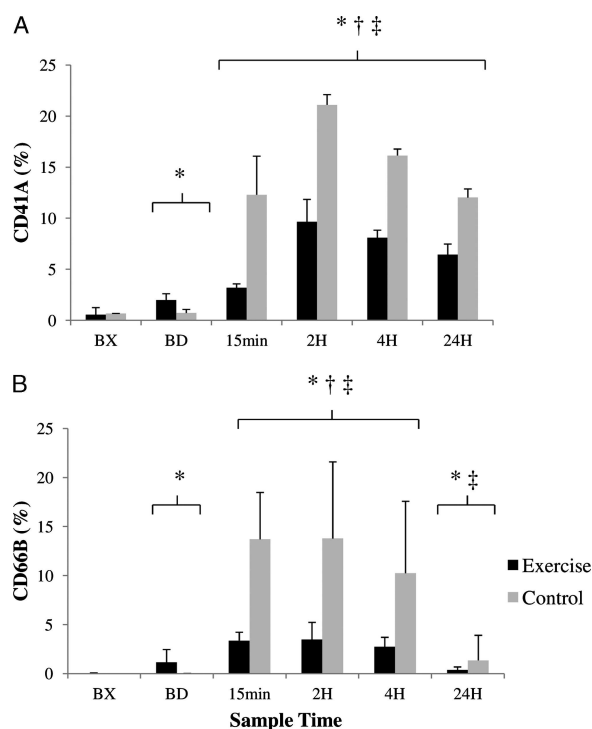 A
* † ‡
25
20
*
15
10
5
0
CD41A (%)
BX BD 15min 2H 4H 24H
B
* † ‡
25
* * ‡
20
15
10
5
0
CD66B (%)
Exercise
Control
BX BD 15min 2H 4H 24H
Sample Time